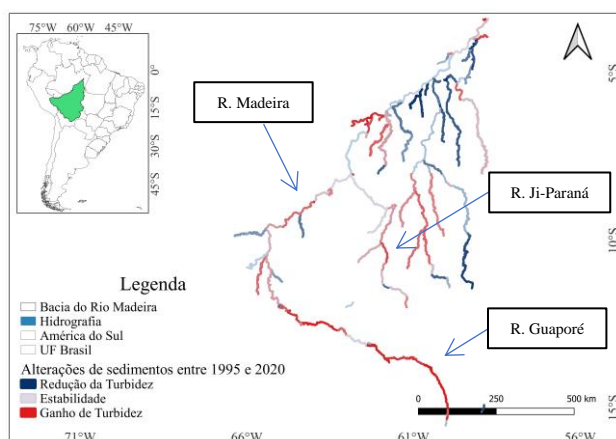 75°W 60°W 45°W
0°
15°S
30°S
45°S
R. Madeira
R. Ji-Paraná
R. Guaporé
5°S
10°S
15°S
Legenda
Bacia do Rio Madeira
Hidrografia
América do Sul
UF Brasil
Alterações de sedimentos entre 1995 e 2020
Redução da Turbidez
Estabilidade
Ganho de Turbidez
0 250 500 km
71°W 66°W 61°W 56°W